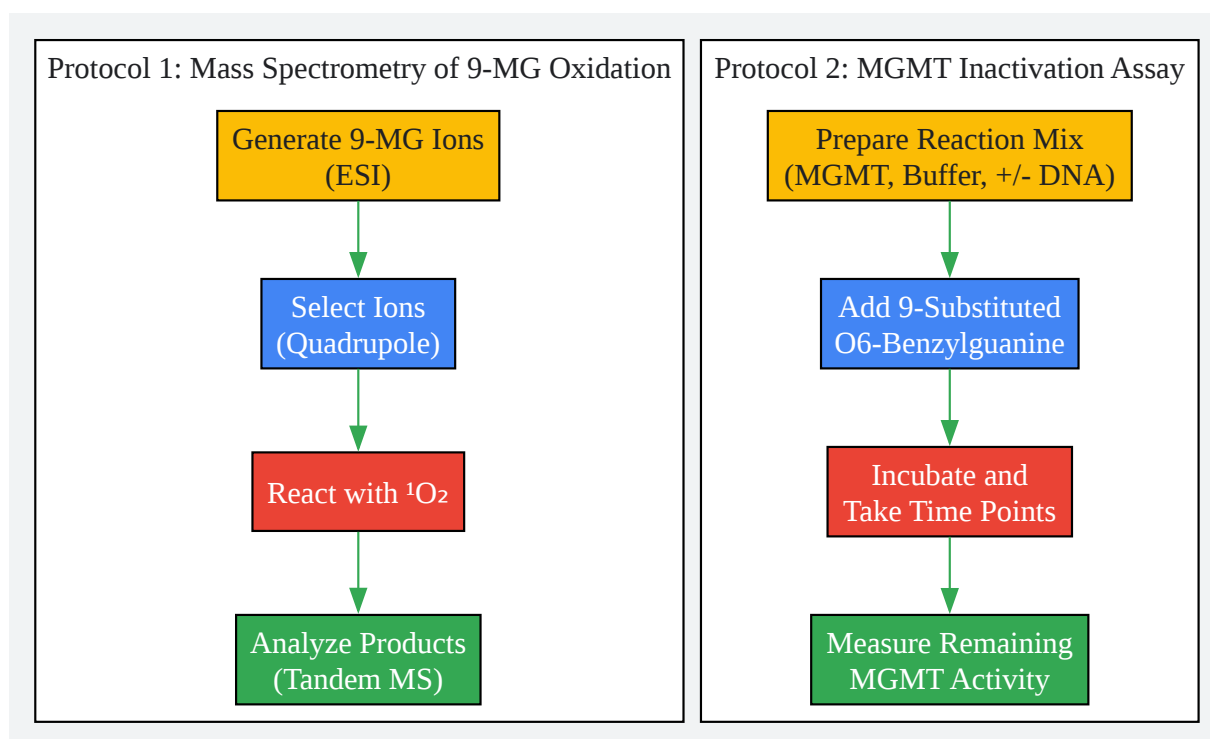 Protocol 1: Mass Spectrometry of 9-MG Oxidation
Generate 9-MG Ions
(ESI)
Select Ions
(Quadrupole)
React with ¹O₂
Analyze Products
(Tandem MS)
Protocol 2: MGMT Inactivation Assay
Prepare Reaction Mix
(MGMT, Buffer, +/- DNA)
Add 9-Substituted
O6-Benzylguanine
Incubate and
Take Time Points
Measure Remaining
MGMT Activity